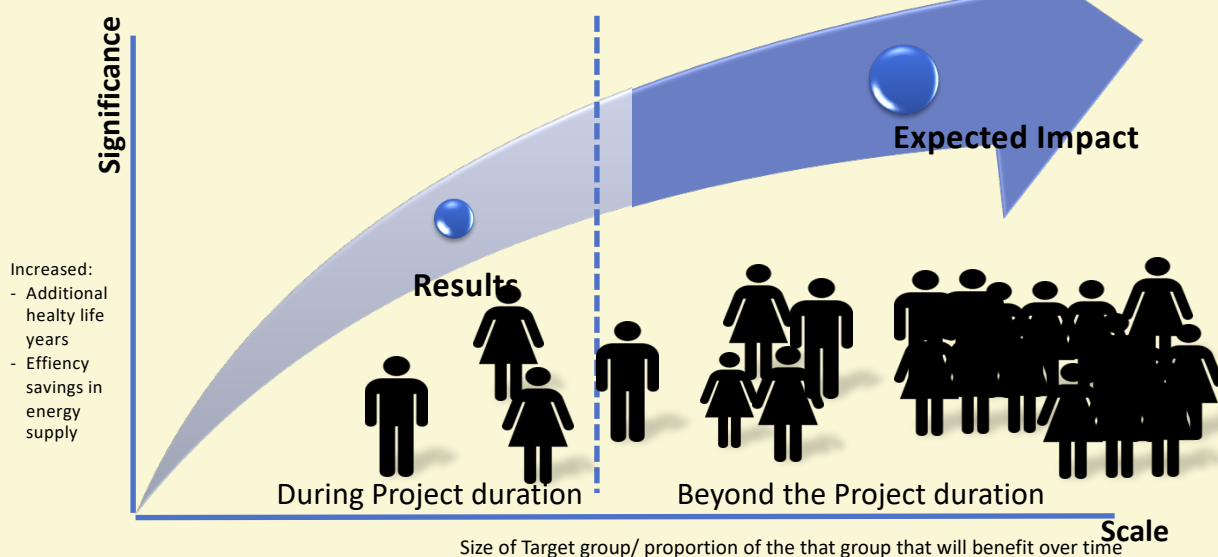 Significance
Expected Impact
Increased:
- Additional
healty life
years
- Effiency
savings in
energy
supply
Results
During Project duration
Beyond the Project duration
Scale
Size of Target group/ proportion of the that group that will benefit over time